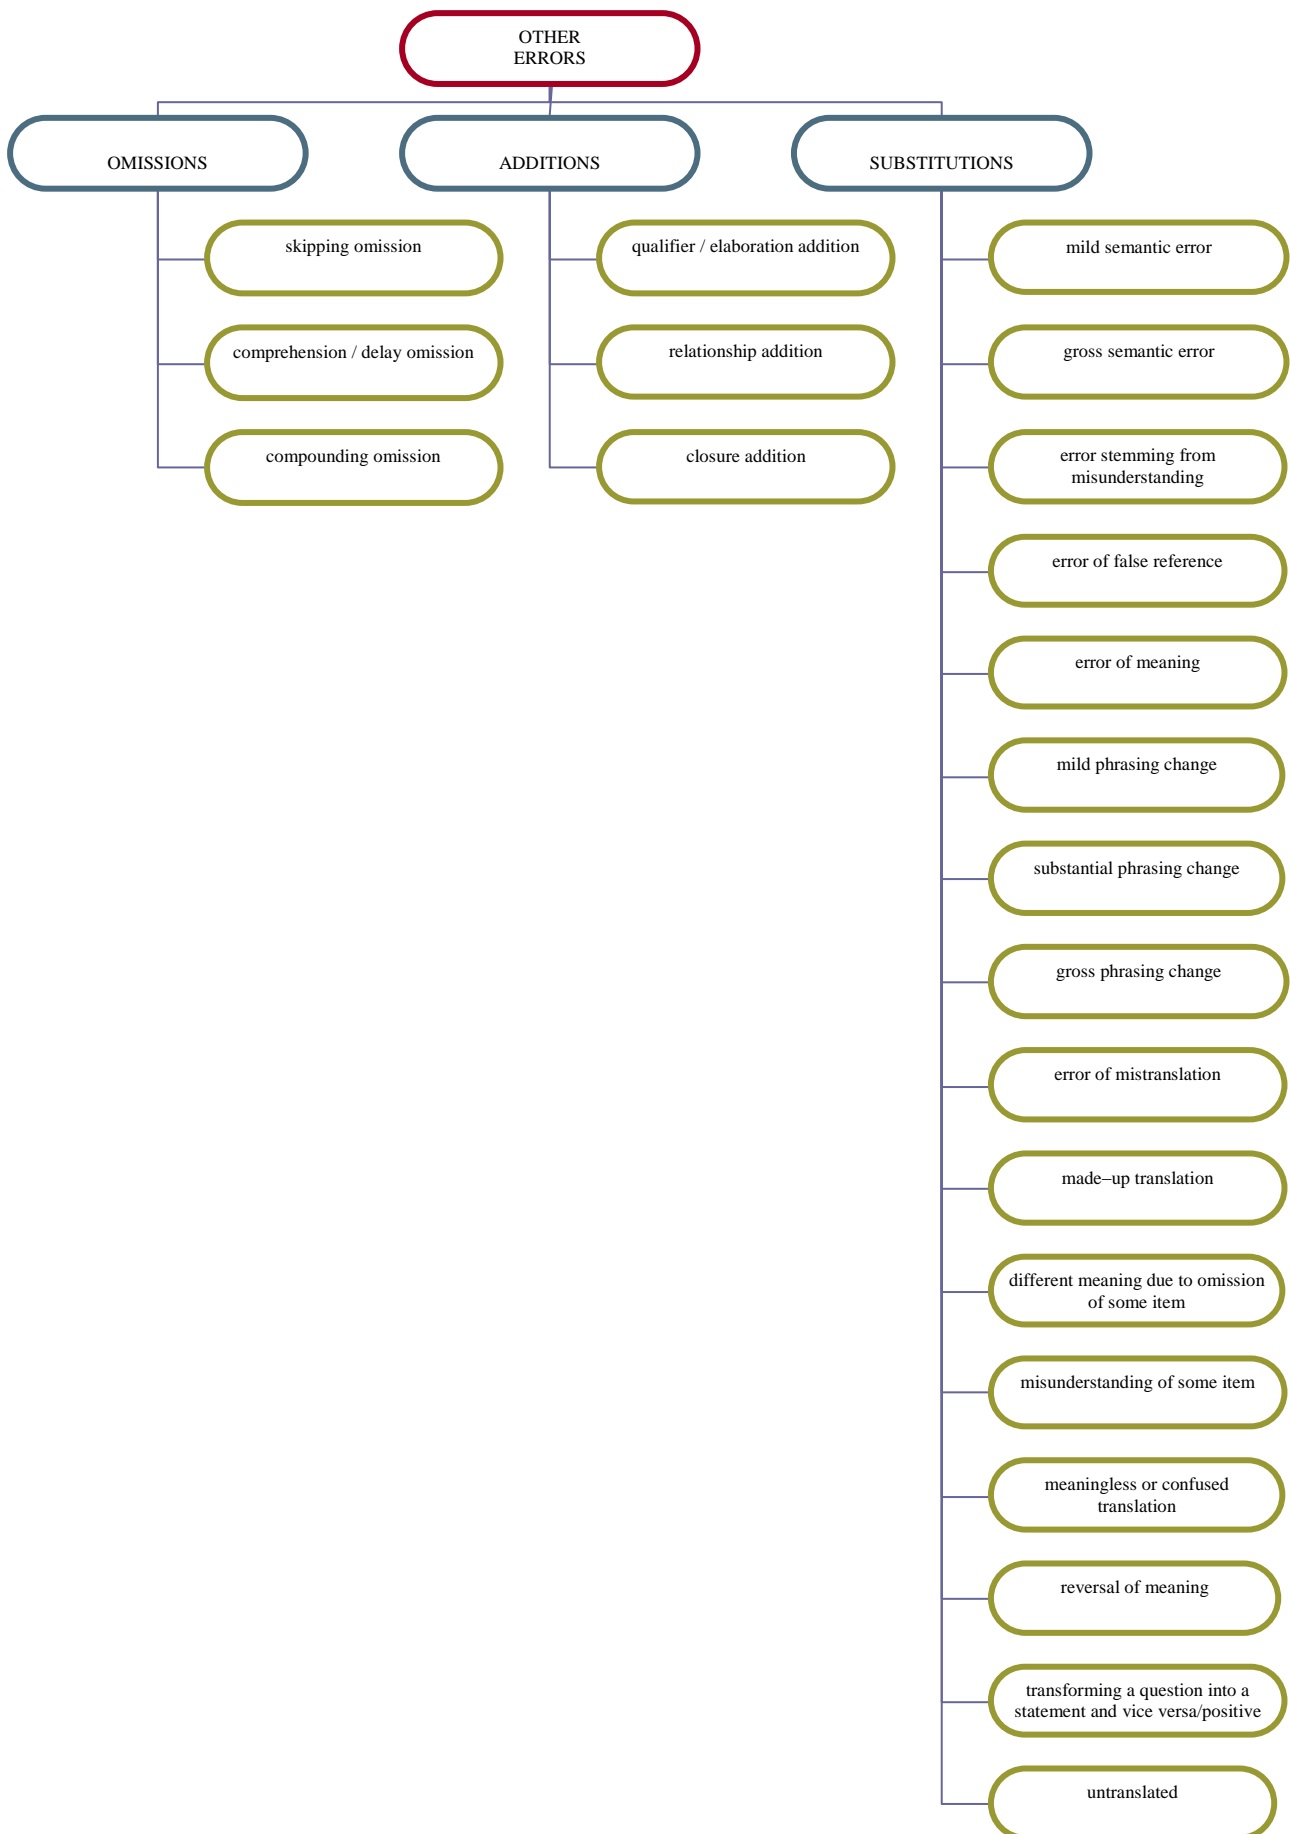 OTHER
ERRORS
OMISSIONS
ADDITIONS
SUBSTITUTIONS
skipping omission
comprehension / delay omission
compounding omission
qualifier / elaboration addition
relationship addition
closure addition
mild semantic error
gross semantic error
error stemming from
misunderstanding
error of false reference
error of meaning
mild phrasing change
substantial phrasing change
gross phrasing change
error of mistranslation
made–up translation
different meaning due to omission
of some item
misunderstanding of some item
meaningless or confused
translation
reversal of meaning
transforming a question into a
statement and vice versa/positive
untranslated